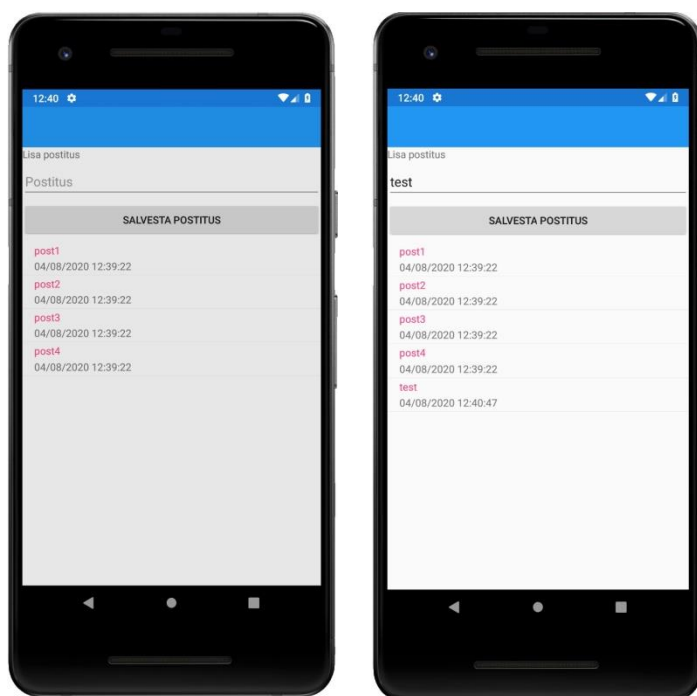 12:40
Lisa postitus
Postitus
SALVESTA POSTITUS
post1
04/08/2020 12:39:22
post2
04/08/2020 12:39:22
post3
04/08/2020 12:39:22
post4
04/08/2020 12:39:22
12:40
Lisa postitus
test
SALVESTA POSTITUS
post1
04/08/2020 12:39:22
post2
04/08/2020 12:39:22
post3
04/08/2020 12:39:22
post4
04/08/2020 12:39:22
test
04/08/2020 12:40:47